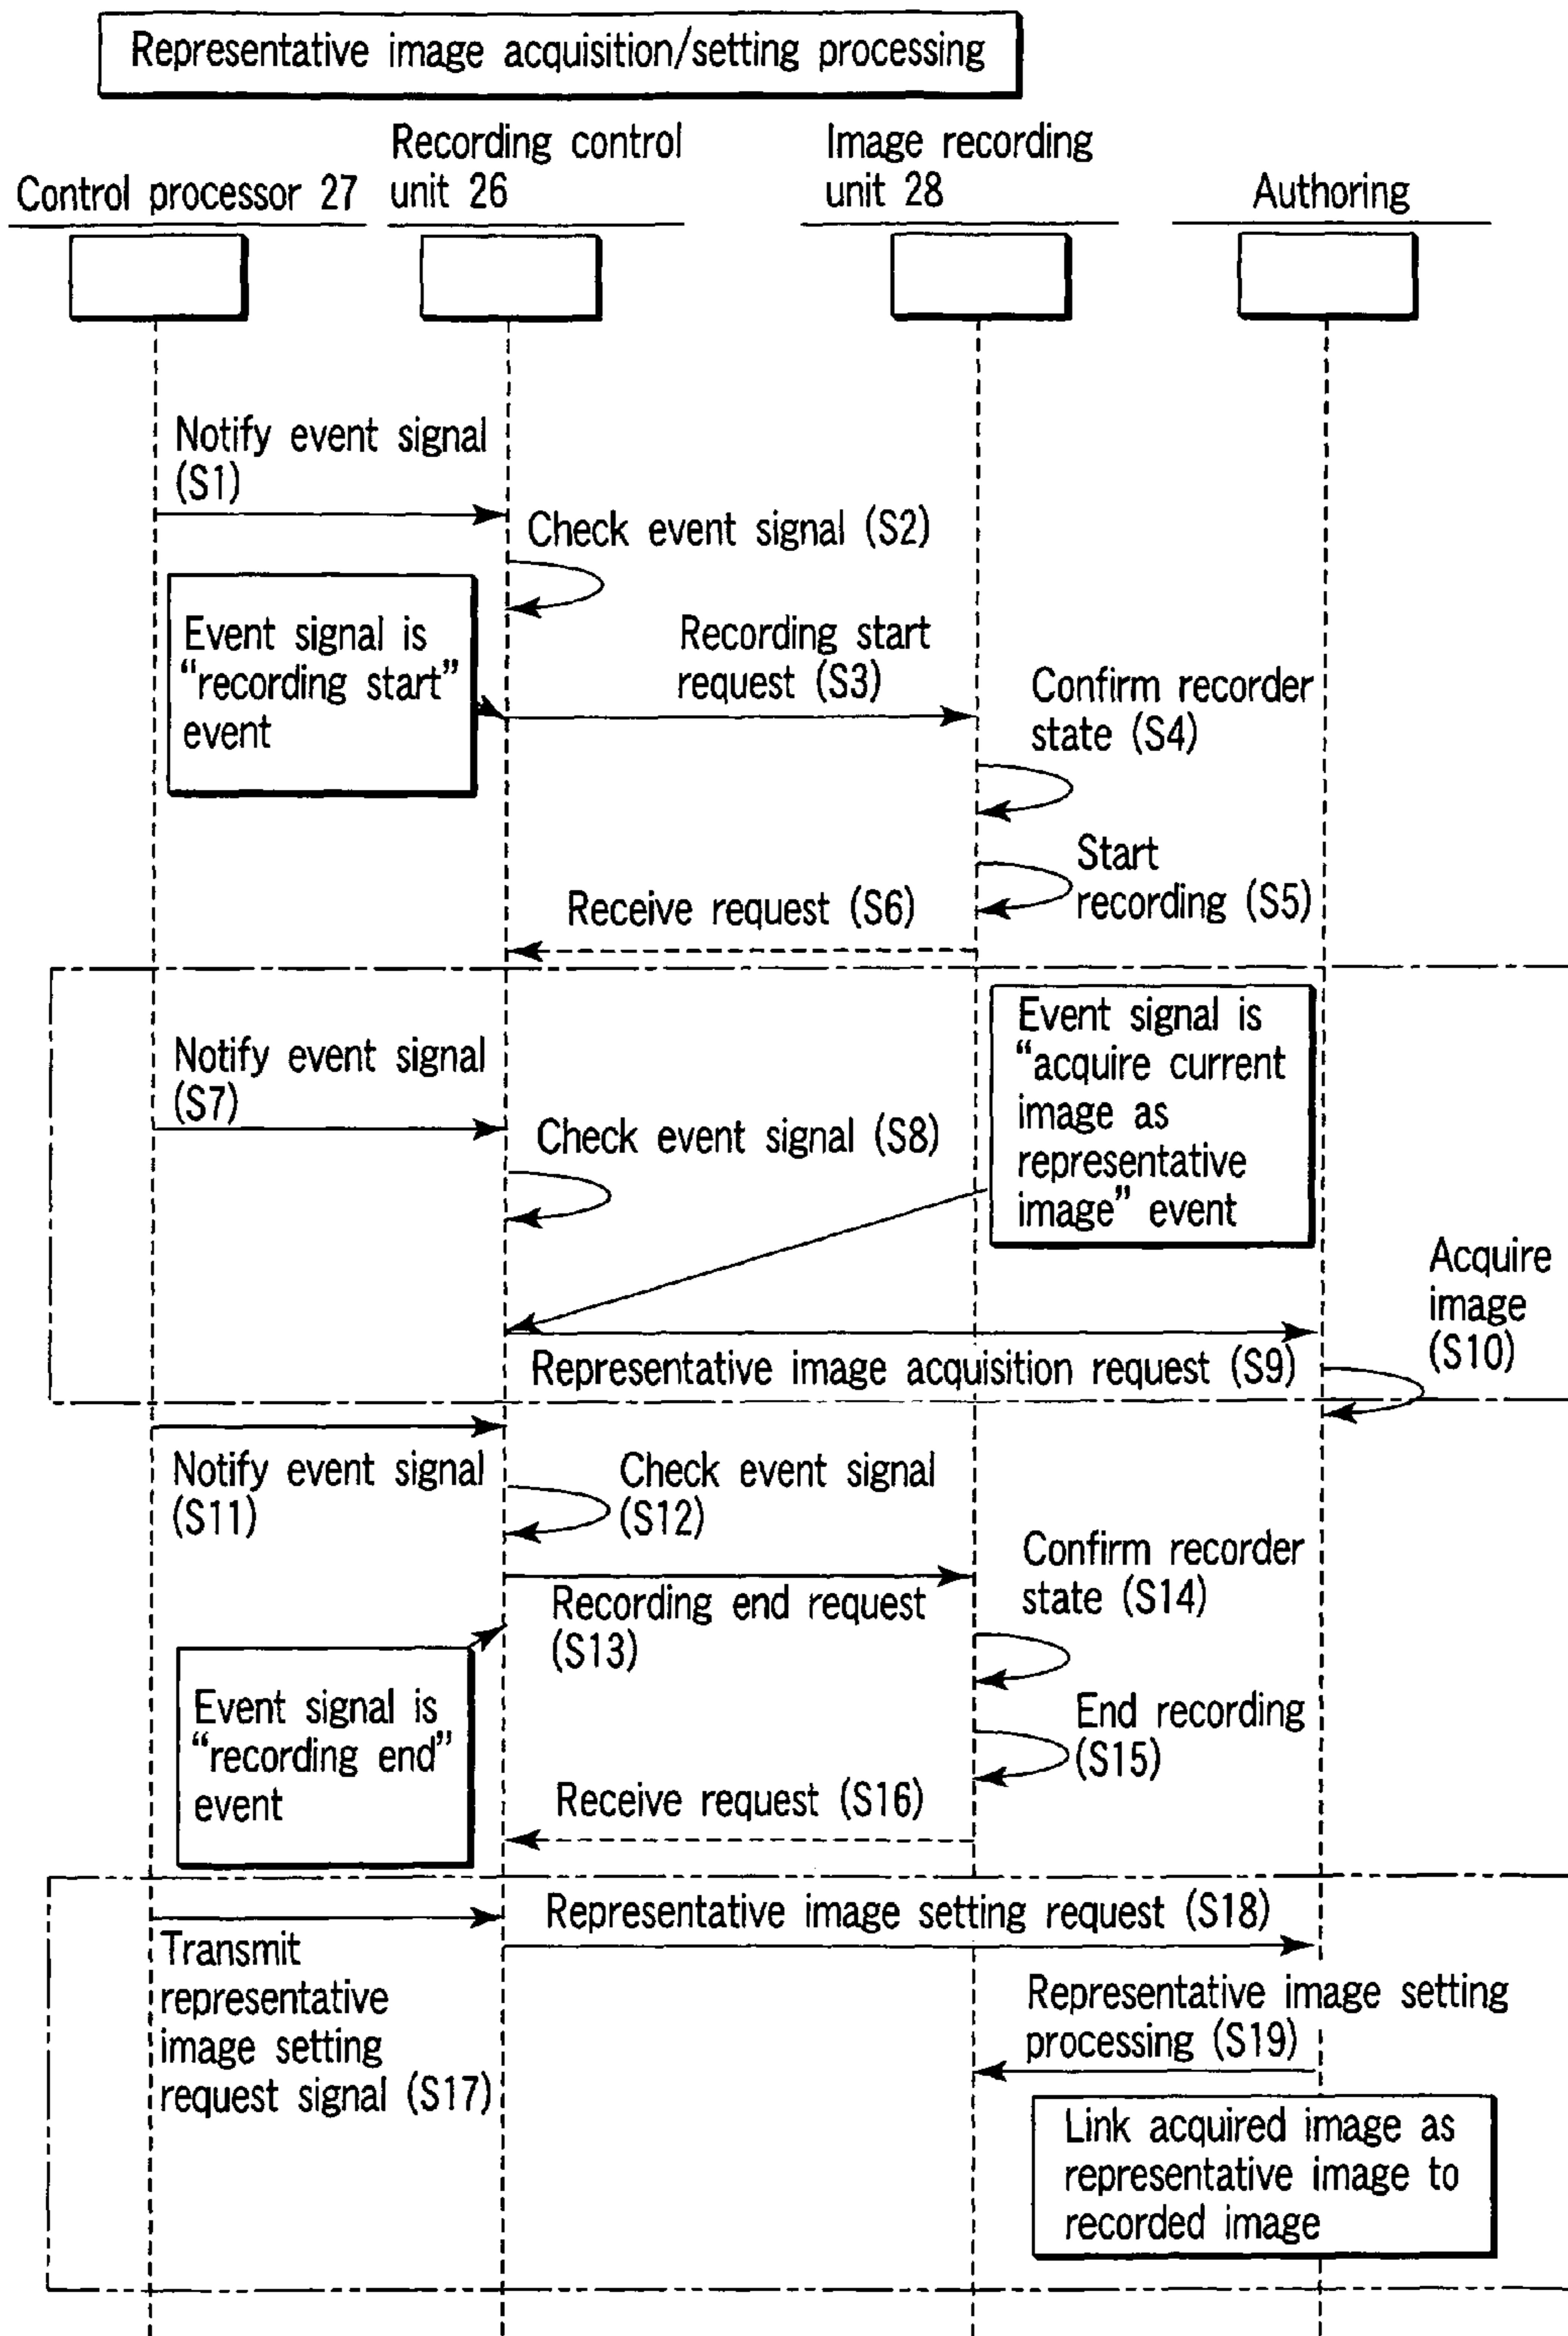 Representative image acquisition/setting processing
Control processor 27
Recording control
unit 26
Image recording
unit 28
Authoring
Notify event signal
(S1)
Check event signal (S2)
Event signal is
“recording start”
event
Recording start
request (S3)
Confirm recorder
state (S4)
Start
recording (S5)
Receive request (S6)
Event signal is
“acquire current
image as
representative
image” event
Notify event signal
(S7)
Check event signal (S8)
Acquire
image
(S10)
Representative image acquisition request (S9)
Notify event signal
(S11)
Check event signal
(S12)
Confirm recorder
state (S14)
Recording end request
(S13)
Event signal is
“recording end”
event
End recording
(S15)
Receive request (S16)
Representative image setting request (S18)
Transmit
representative
image setting
request signal (S17)
Representative image setting
processing (S19)
Link acquired image as
representative image to
recorded image